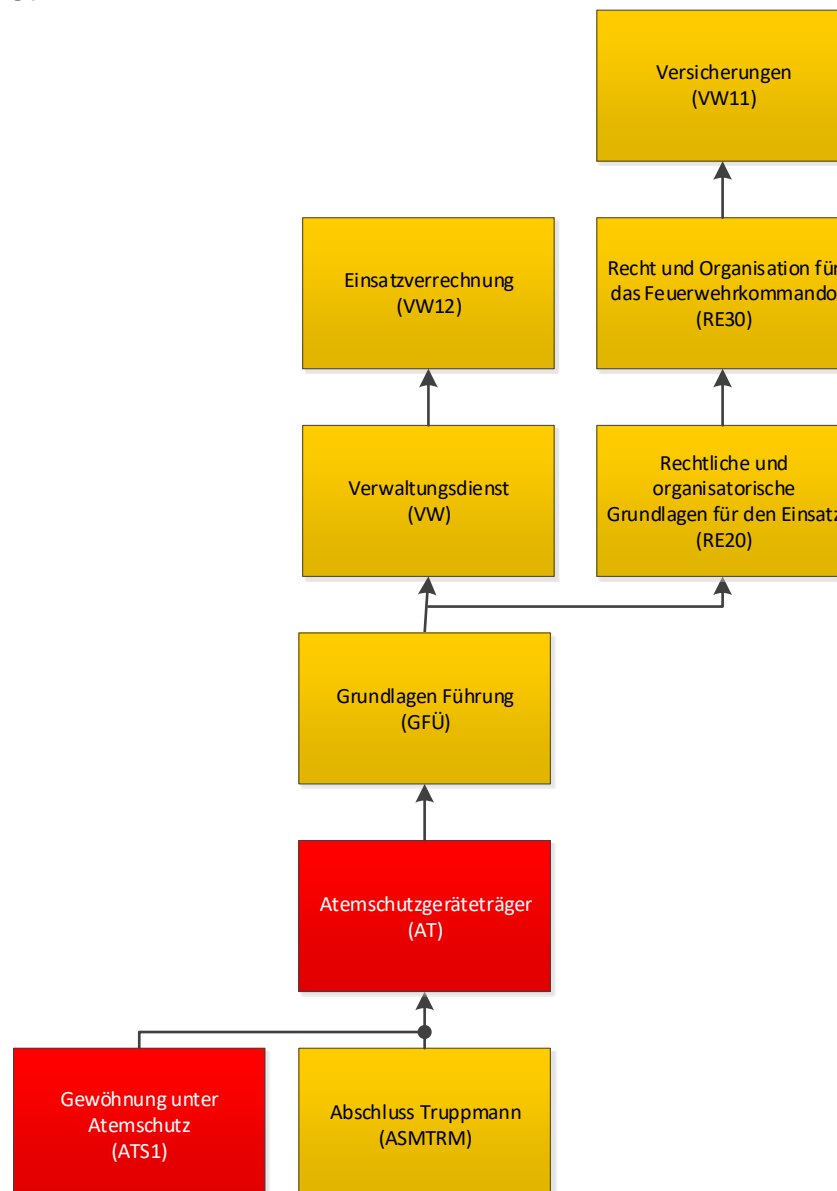 Versicherungen
(VW11)
Einsatzverrechnung
(VW12)
Recht und Organisation für
das Feuerwehrkommando
(RE30)
Verwaltungsdienst
(VW)
Rechtliche und
organisatorische
Grundlagen für den Einsatz
(RE20)
Grundlagen Führung
(GFÜ)
Atemschutzgeräteträger
(AT)
Gewöhnung unter
Atemschutz
(ATS1)
Abschluss Truppmann
(ASMTRM)